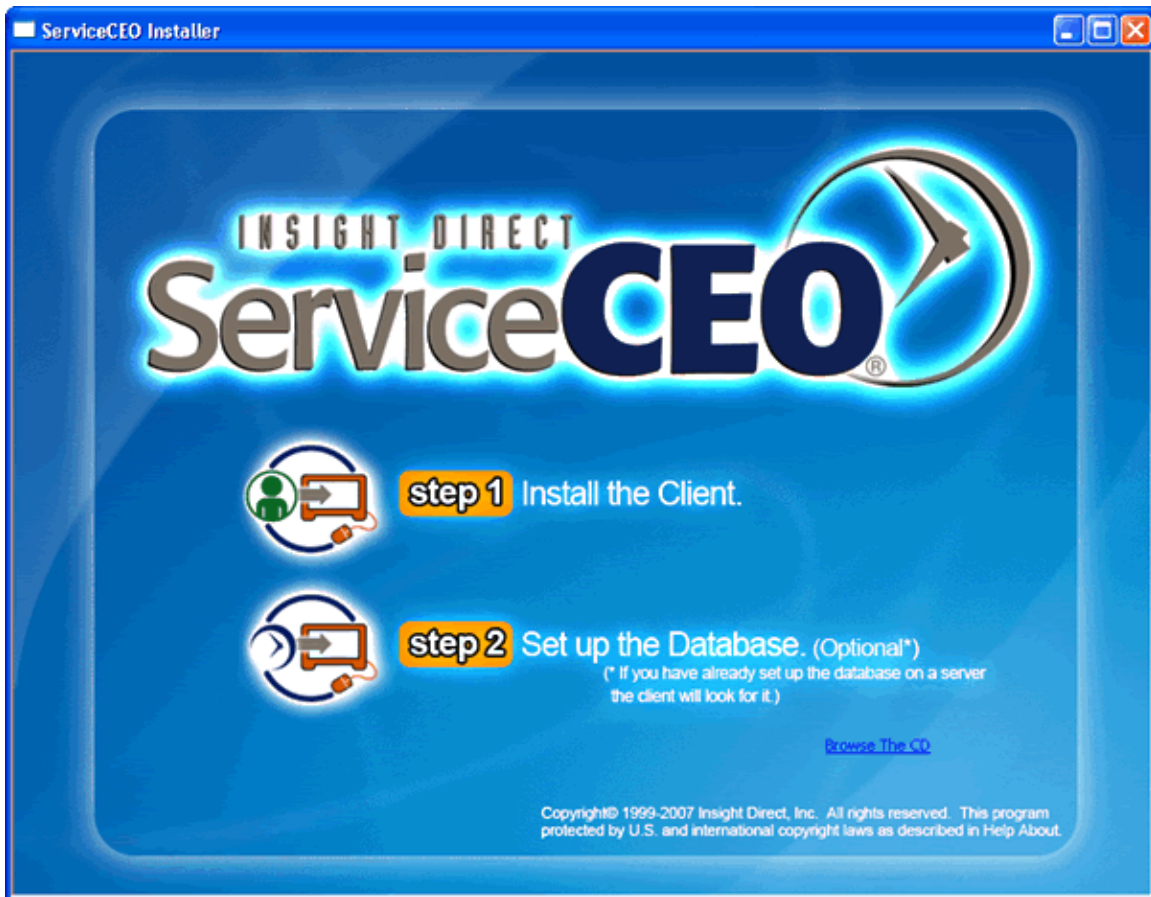 ServiceCEO Installer
INSIGHT DIRECT
ServiceCEO®
step 1 Install the Client.
step 2 Set up the Database. (Optional*)
(* If you have already set up the database on a server
the client will look for it.)
Browse The CD
Copyright© 1999-2007 Insight Direct, Inc. All rights reserved. This program
protected by U.S. and international copyright laws as described in Help About.